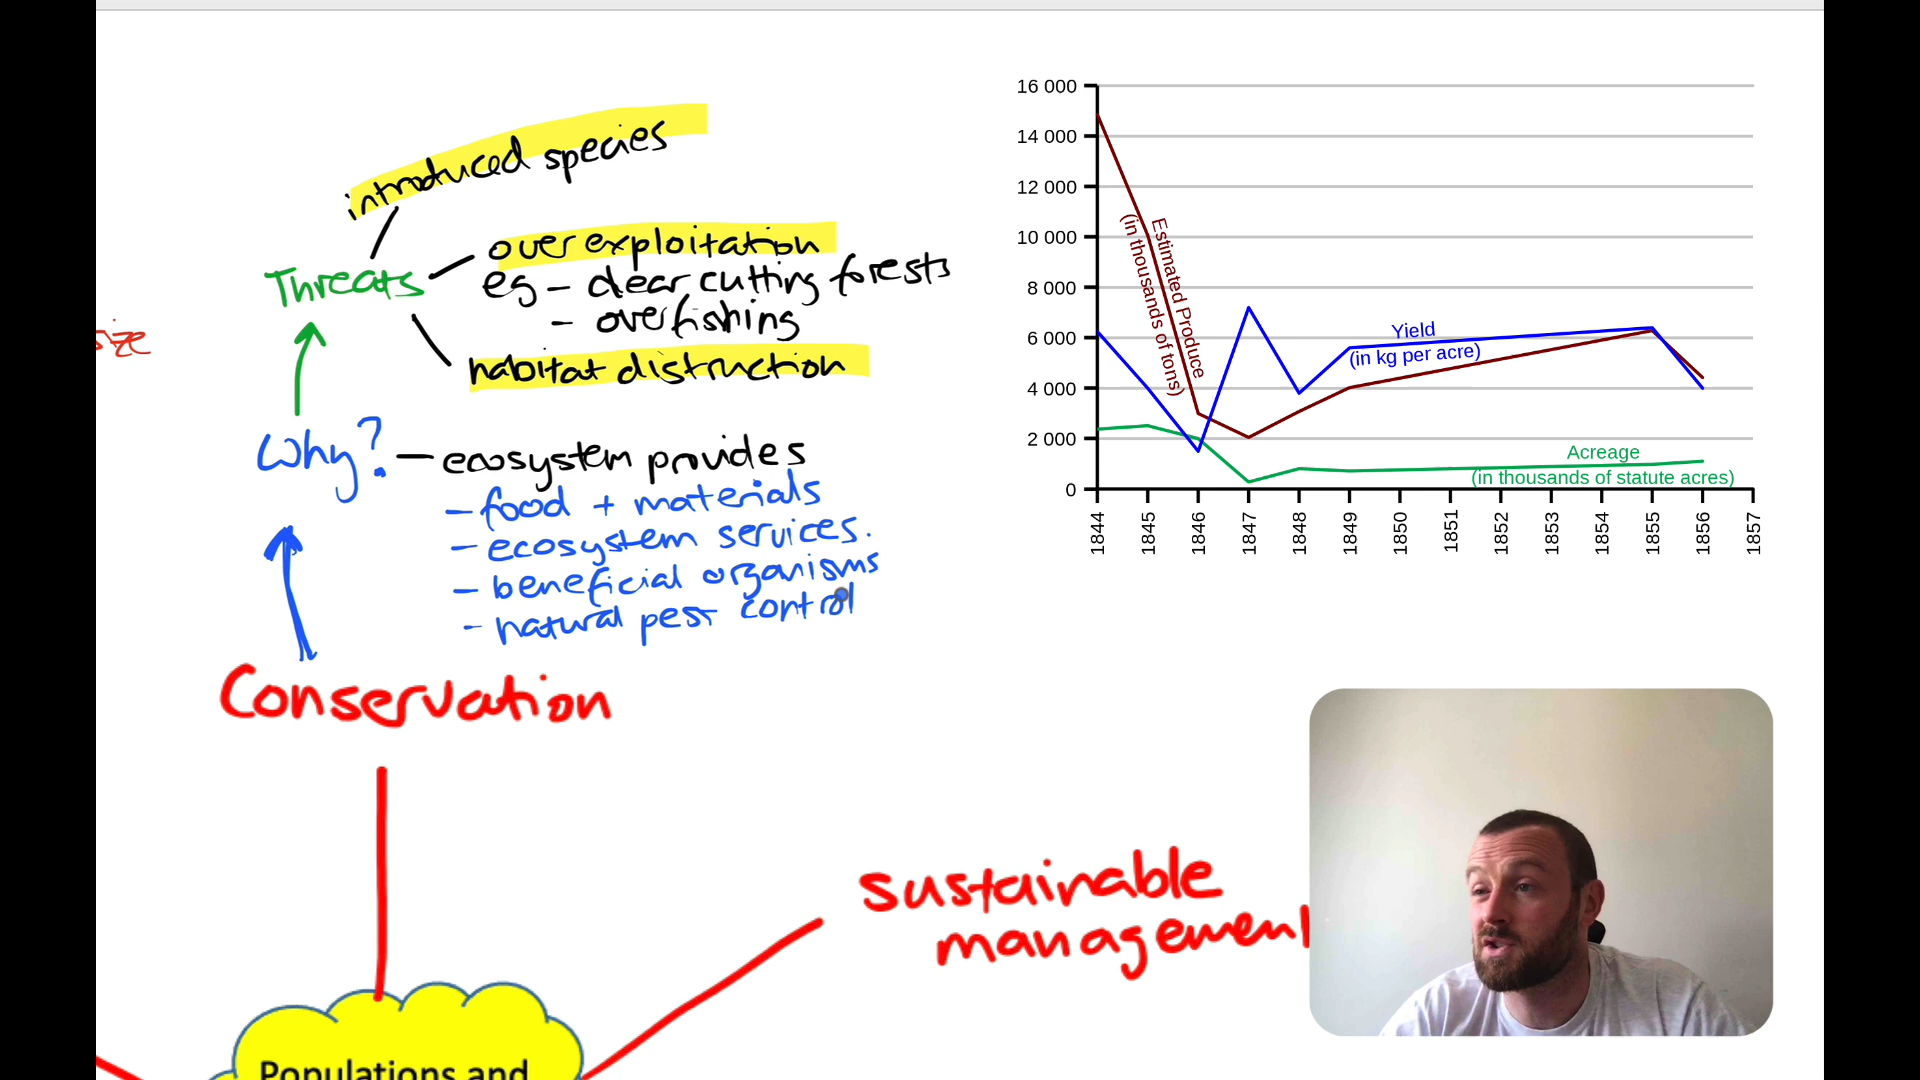 introduced species
Threats
over exploitation
eg - clear cutting forests
- overfishing
habitat distruction
size
Why? - ecosystem provides
- food + materials
- ecosystem services.
- beneficial organisms
- natural pest control
Conservation
sustainable
management
Populations and
16 000
14 000
12 000
10 000
8 000
6 000
4 000
2 000
0
Estimated Produce
(in thousands of tons)
Yield
(in kg per acre)
Acreage
(in thousands of statute acres)
1844 1845 1846 1847 1848 1849 1850 1851 1852 1853 1854 1855 1856 1857